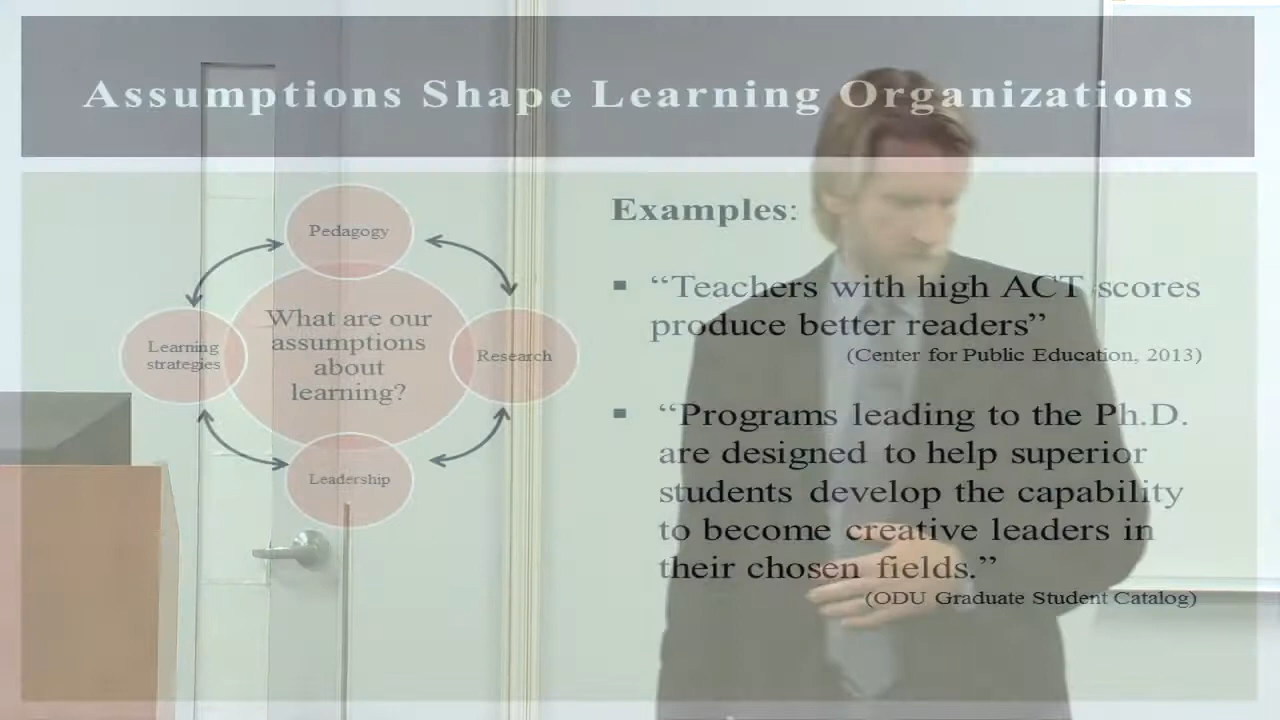 Assumptions Shape Learning Organizations
Pedagogy
What are our
assumptions
about
learning?
Learning
strategies
Research
Leadership
Examples:
▪ “Teachers with high ACT scores
produce better readers”
(Center for Public Education, 2013)
▪ “Programs leading to the Ph.D.
are designed to help superior
students develop the capability
to become creative leaders in
their chosen fields.”
(ODU Graduate Student Catalog)